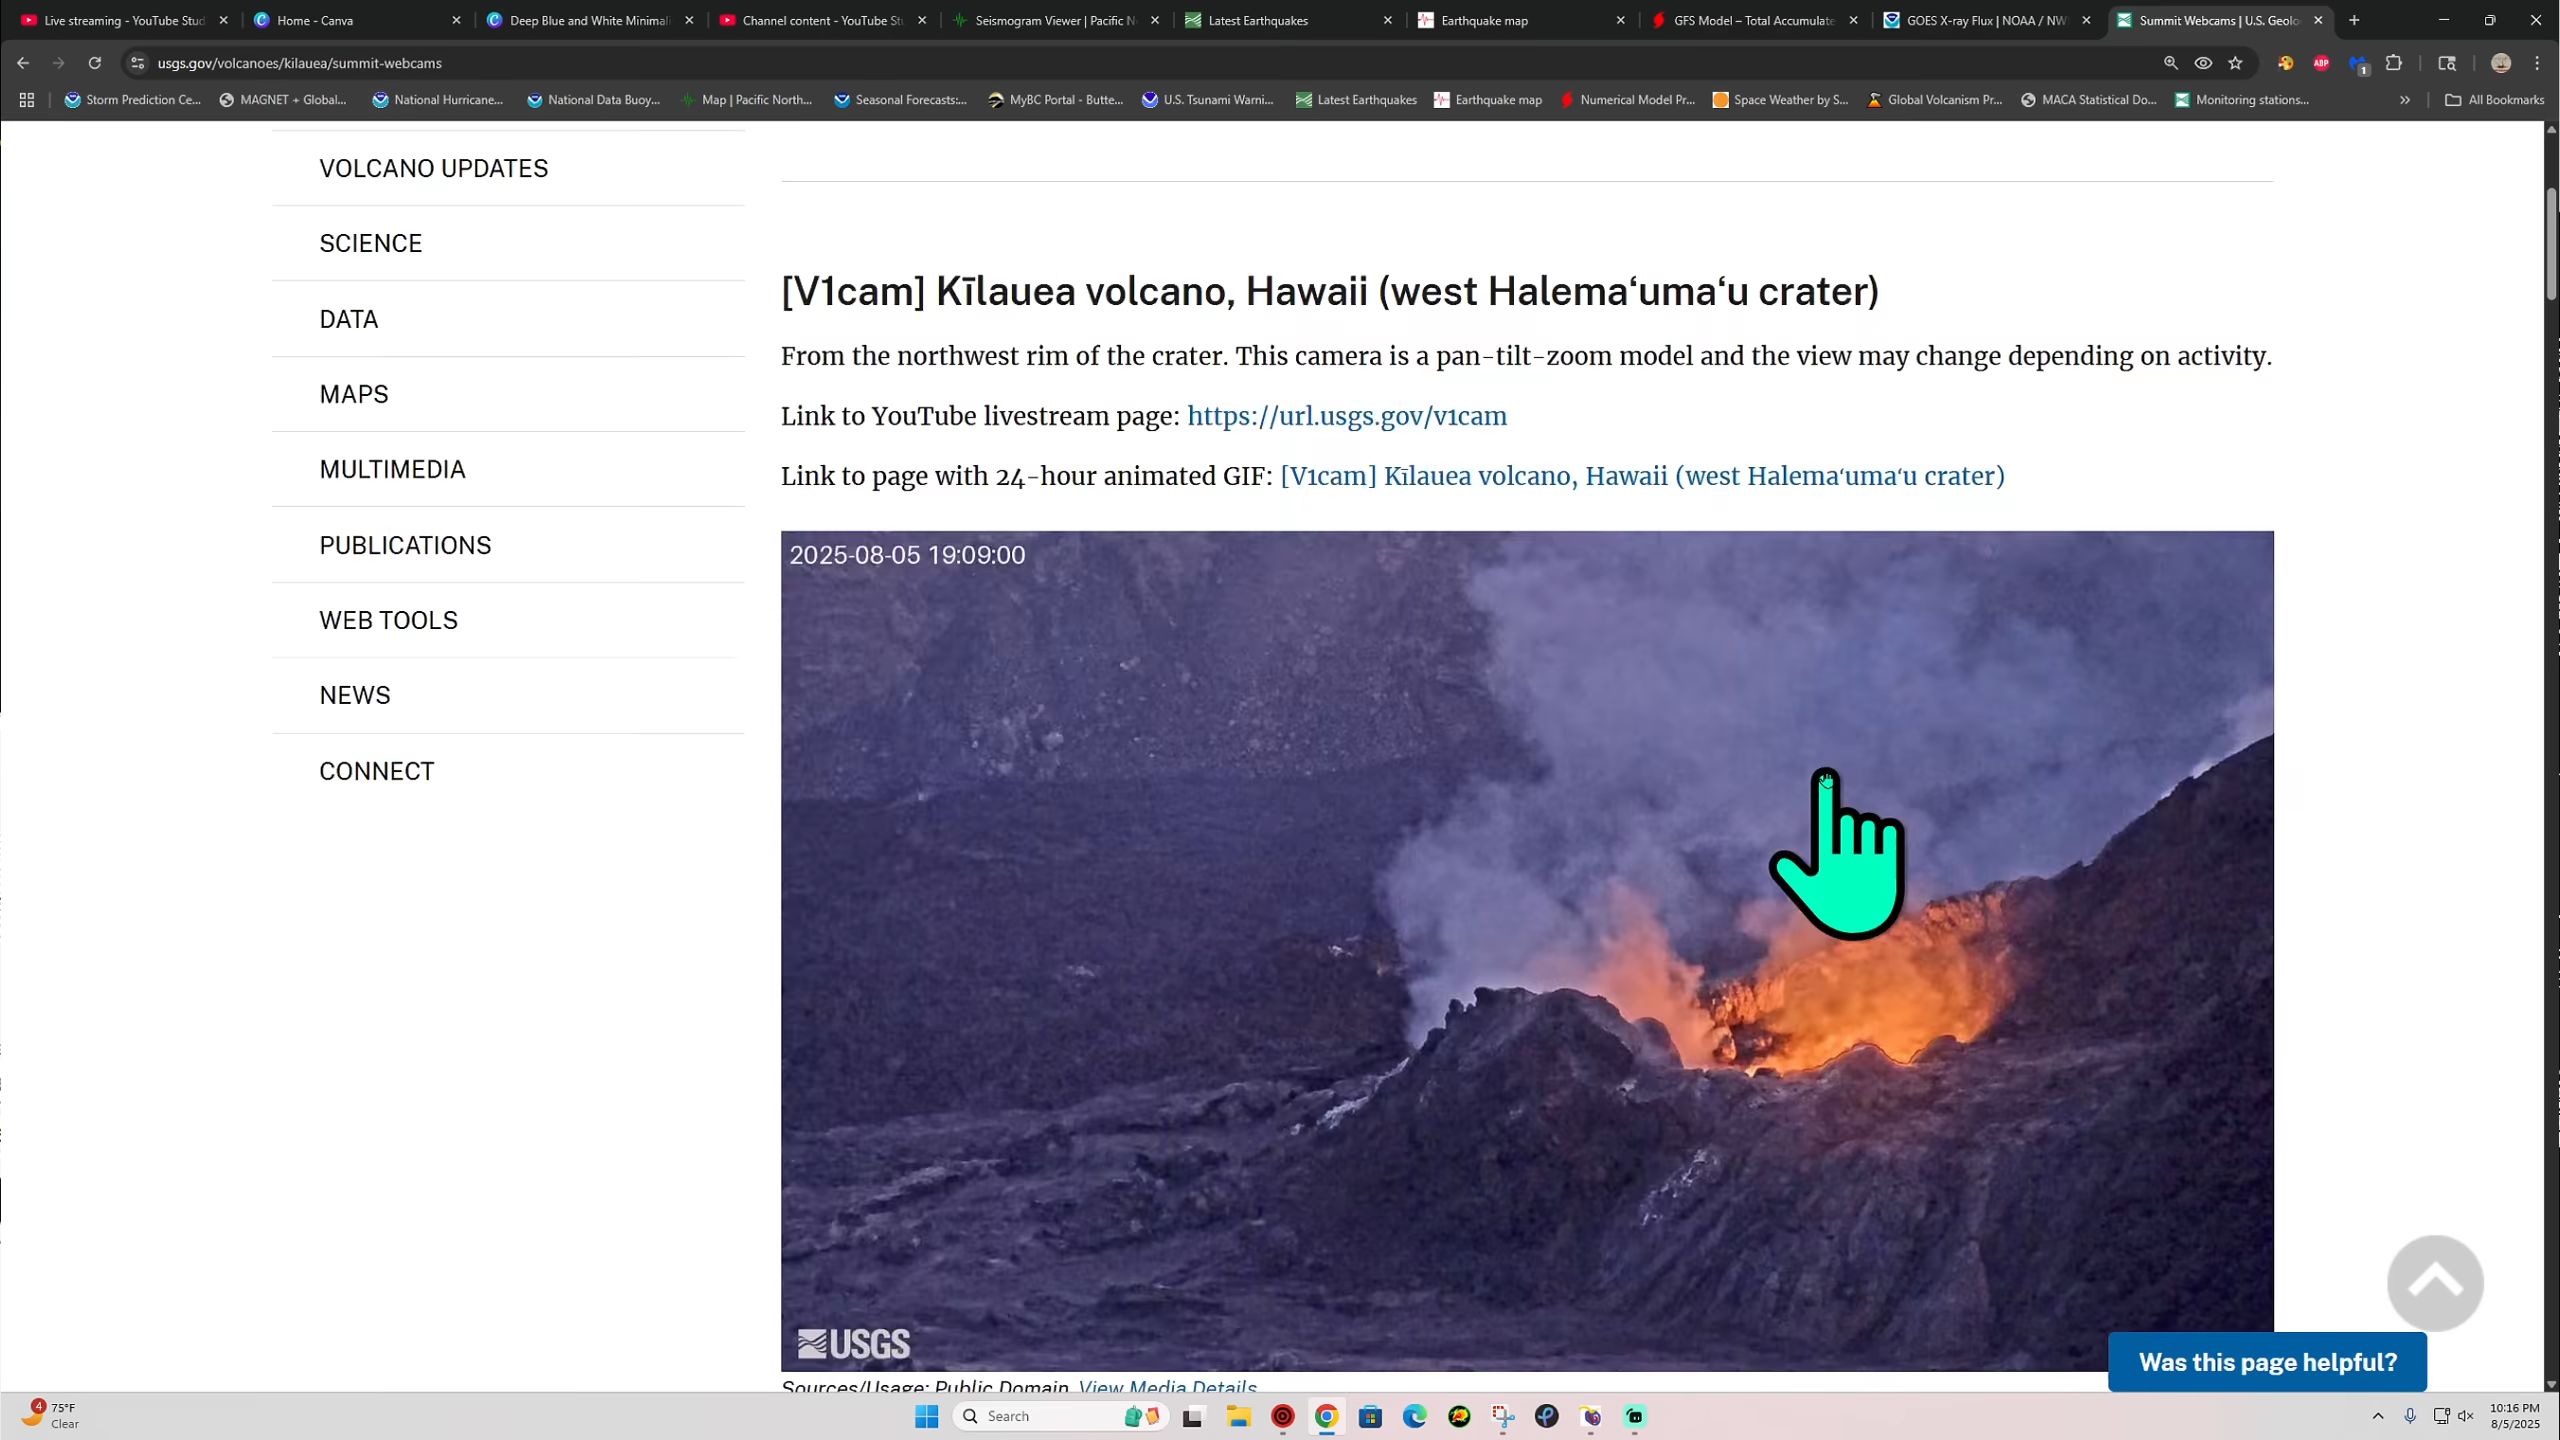 Live streaming - YouTube Stud
Home - Canva
Deep Blue and White Minimali
Channel content - YouTube St
Seismogram Viewer | Pacific N
Latest Earthquakes
Earthquake map
GFS Model – Total Accumulate
GOES X-ray Flux | NOAA / NW
Summit Webcams | U.S. Geolo
usgs.gov/volcanoes/kilauea/summit-webcams
ABP
1
Storm Prediction Ce...
MAGNET + Global...
National Hurricane...
National Data Buoy...
Map | Pacific North...
Seasonal Forecasts:...
MyBC Portal - Butte...
U.S. Tsunami Warni...
Latest Earthquakes
Earthquake map
Numerical Model Pr...
Space Weather by S...
Global Volcanism Pr...
MACA Statistical Do...
Monitoring stations...
All Bookmarks
VOLCANO UPDATES
SCIENCE
DATA
MAPS
MULTIMEDIA
PUBLICATIONS
WEB TOOLS
NEWS
CONNECT
[V1cam] Kīlauea volcano, Hawaii (west Halemaʻumaʻu crater)
From the northwest rim of the crater. This camera is a pan-tilt-zoom model and the view may change depending on activity.
Link to YouTube livestream page: https://url.usgs.gov/v1cam
Link to page with 24-hour animated GIF: [V1cam] Kīlauea volcano, Hawaii (west Halemaʻumaʻu crater)
2025-08-05 19:09:00
USGS
Sources/Usage: Public Domain. View Media Details
Was this page helpful?
4
75°F
Clear
Search
10:16 PM
8/5/2025